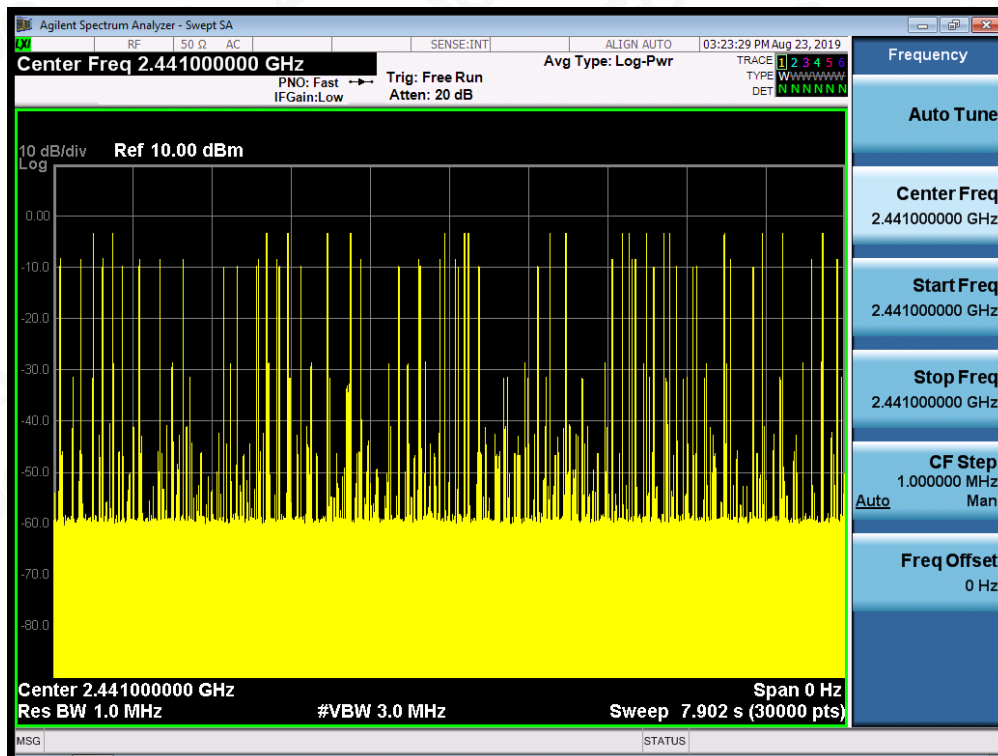 Agilent Spectrum Analyzer - Swept SA
LXI RF 50 Ω AC SENSE:INT ALIGN AUTO 03:23:29 PM Aug 23, 2019
Center Freq 2.441000000 GHz
PNO: Fast
IFGain:Low
Trig: Free Run
Atten: 20 dB
Avg Type: Log-Pwr
TRACE 1 2 3 4 5 6
TYPE WWWWWW
DET N N N N N N
10 dB/div Ref 10.00 dBm
Log
0.00
-10.0
-20.0
-30.0
-40.0
-50.0
-60.0
-70.0
-80.0
Center 2.441000000 GHz Span 0 Hz
Res BW 1.0 MHz #VBW 3.0 MHz Sweep 7.902 s (30000 pts)
MSG STATUS
Frequency
Auto Tune
Center Freq
2.441000000 GHz
Start Freq
2.441000000 GHz
Stop Freq
2.441000000 GHz
CF Step
1.000000 MHz
Auto Man
Freq Offset
0 Hz